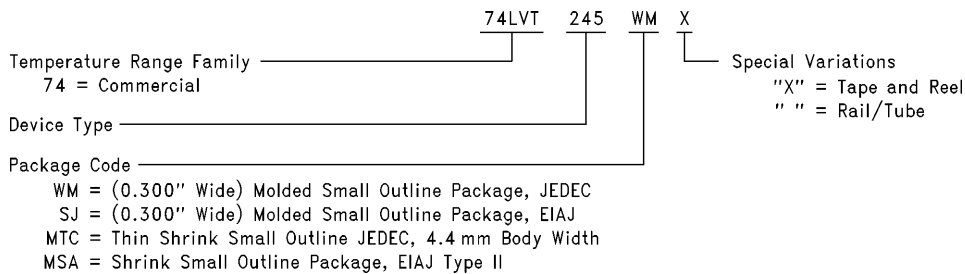 74LVT 245 WM X
Temperature Range Family
74 = Commercial
Special Variations
"X" = Tape and Reel
" " = Rail/Tube
Device Type
Package Code
WM = (0.300" Wide) Molded Small Outline Package, JEDEC
SJ = (0.300" Wide) Molded Small Outline Package, EIAJ
MTC = Thin Shrink Small Outline JEDEC, 4.4 mm Body Width
MSA = Shrink Small Outline Package, EIAJ Type II